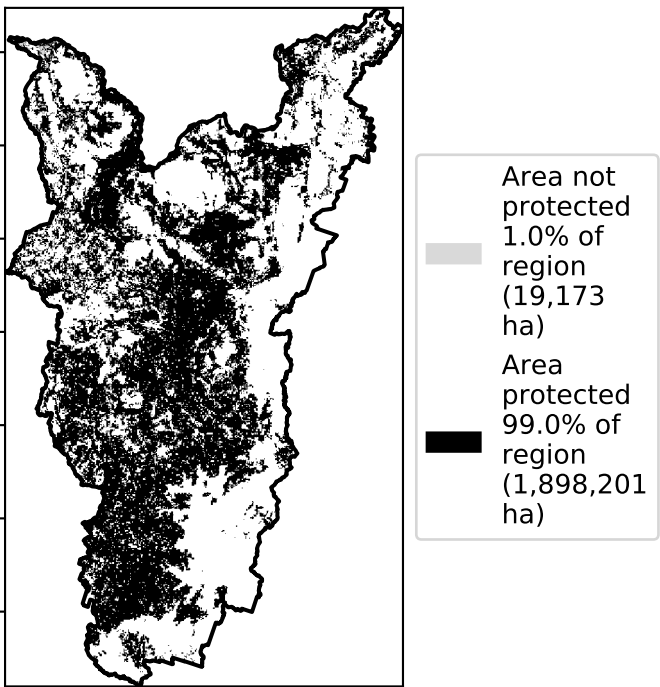 Area not
protected
1.0% of
region
(19,173
ha)
Area
protected
99.0% of
region
(1,898,201
ha)